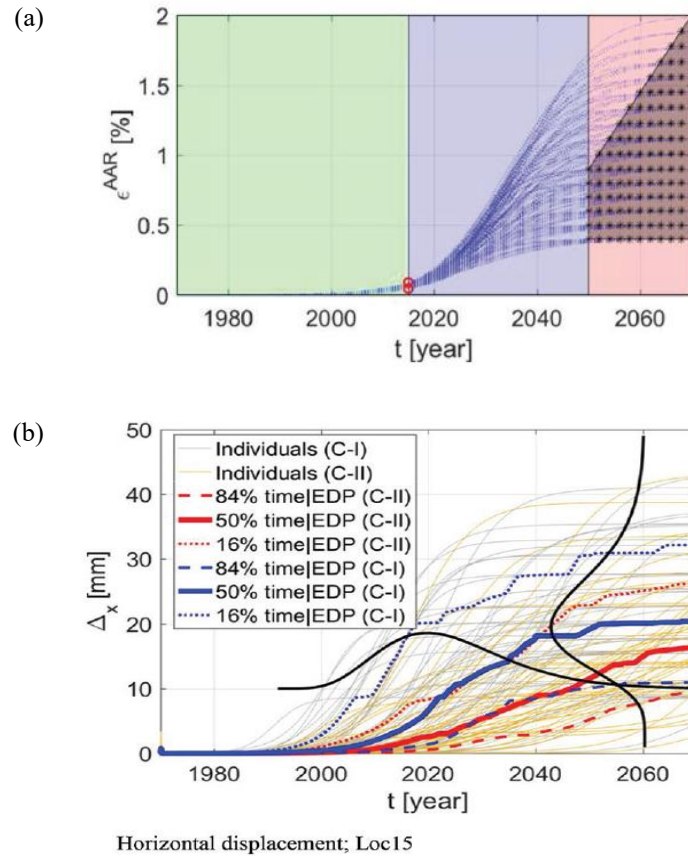 (a)
2
1.5
1
0.5
0
ϵ^AAR [%]
1980 2000 2020 2040 2060
t [year]
(b)
50
40
30
20
10
0
Δ_x [mm]
Individuals (C-I)
Individuals (C-II)
84% time|EDP (C-II)
50% time|EDP (C-II)
16% time|EDP (C-II)
84% time|EDP (C-I)
50% time|EDP (C-I)
16% time|EDP (C-I)
1980 2000 2020 2040 2060
t [year]
Horizontal displacement; Loc15